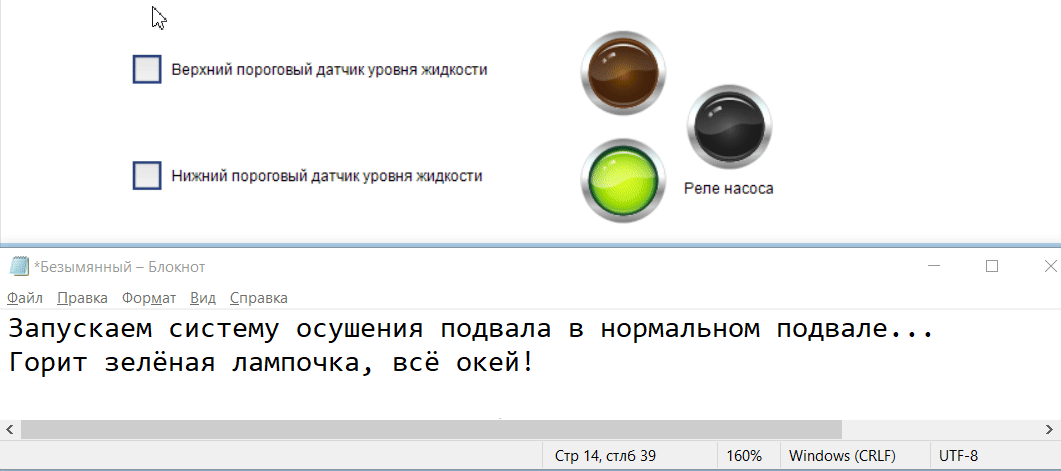 Верхний пороговый датчик уровня жидкости
Нижний пороговый датчик уровня жидкости
Реле насоса
*Безымянный – Блокнот
Файл Правка Формат Вид Справка
Запускаем систему осушения подвала в нормальном подвале...
Горит зелёная лампочка, всё окей!
Стр 14, стлб 39 160% Windows (CRLF) UTF-8